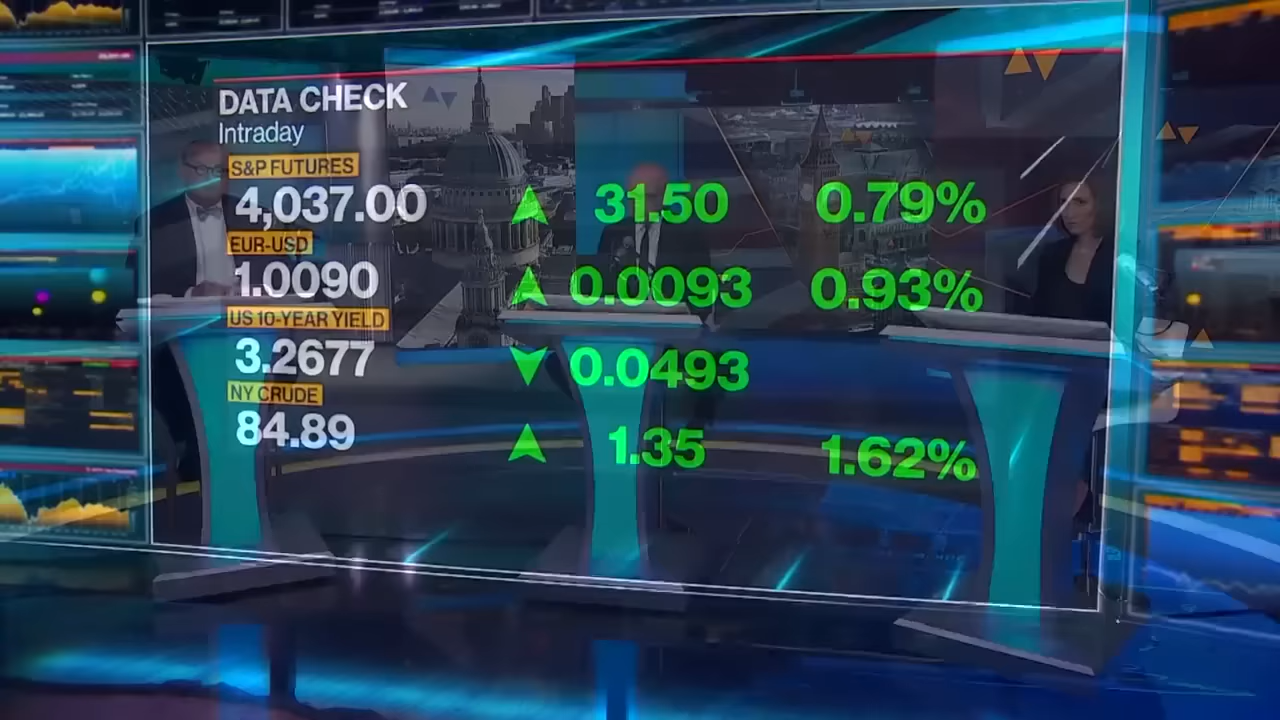 DATA CHECK
Intraday
S&P FUTURES
4,037.00 ▲ 31.50 0.79%
EUR-USD
1.0090 ▲ 0.0093 0.93%
US 10-YEAR YIELD
3.2677 ▼ 0.0493
NY CRUDE
84.89 ▲ 1.35 1.62%